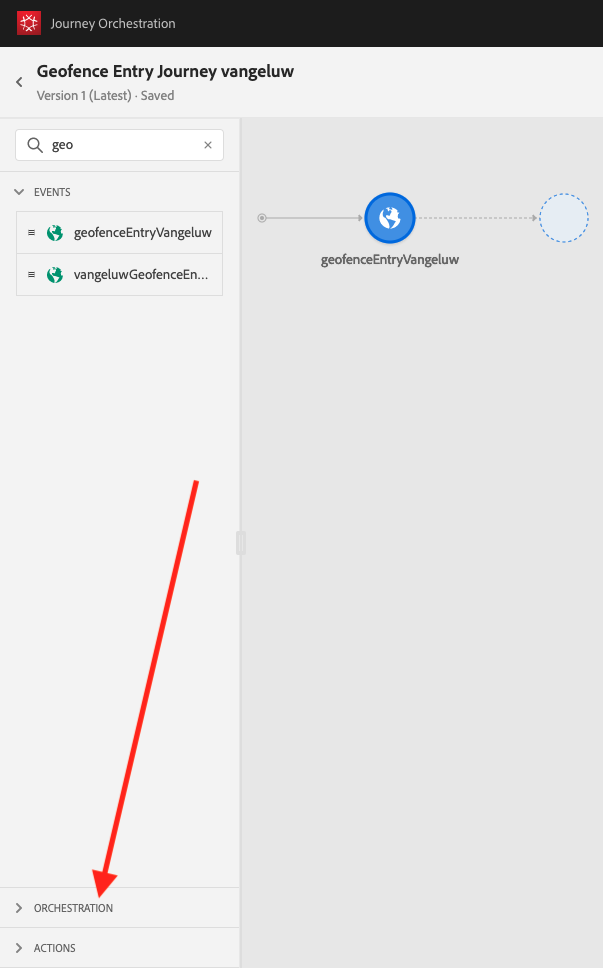 Journey Orchestration
Geofence Entry Journey vangeluw
Version 1 (Latest) · Saved
geo
EVENTS
geofenceEntryVangeluw
vangeluwGeofenceEn...
geofenceEntryVangeluw
ORCHESTRATION
ACTIONS